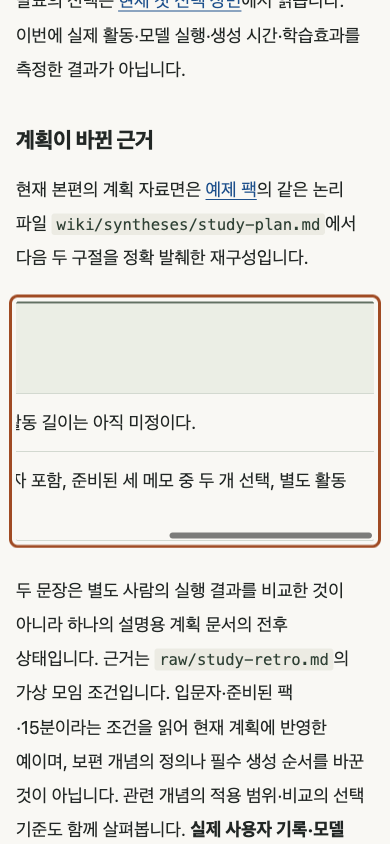 발표의 선택은 현재 첫 선택 장면에서 읽습니다.
이번에 실제 활동·모델 실행·생성 시간·학습효과를
측정한 결과가 아닙니다.
계획이 바뀐 근거
현재 본편의 계획 자료면은 예제 팩의 같은 논리
파일 wiki/syntheses/study-plan.md 에서
다음 두 구절을 정확 발췌한 재구성입니다.
활동 길이는 아직 미정이다.
자 포함, 준비된 세 메모 중 두 개 선택, 별도 활동
두 문장은 별도 사람의 실행 결과를 비교한 것이
아니라 하나의 설명용 계획 문서의 전후
상태입니다. 근거는 raw/study-retro.md 의
가상 모임 조건입니다. 입문자·준비된 팩
·15분이라는 조건을 읽어 현재 계획에 반영한
예이며, 보편 개념의 정의나 필수 생성 순서를 바꾼
것이 아닙니다. 관련 개념의 적용 범위·비교의 선택
기준도 함께 살펴봅니다. 실제 사용자 기록·모델